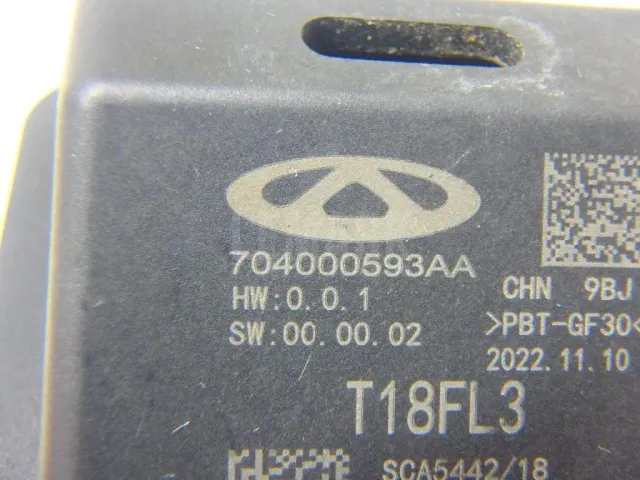 704000593AA
HW:0.0.1
SW:00.00.02
CHN 9BJ
>PBT-GF30<
2022.11.10
T18FL3
SCA5442/18